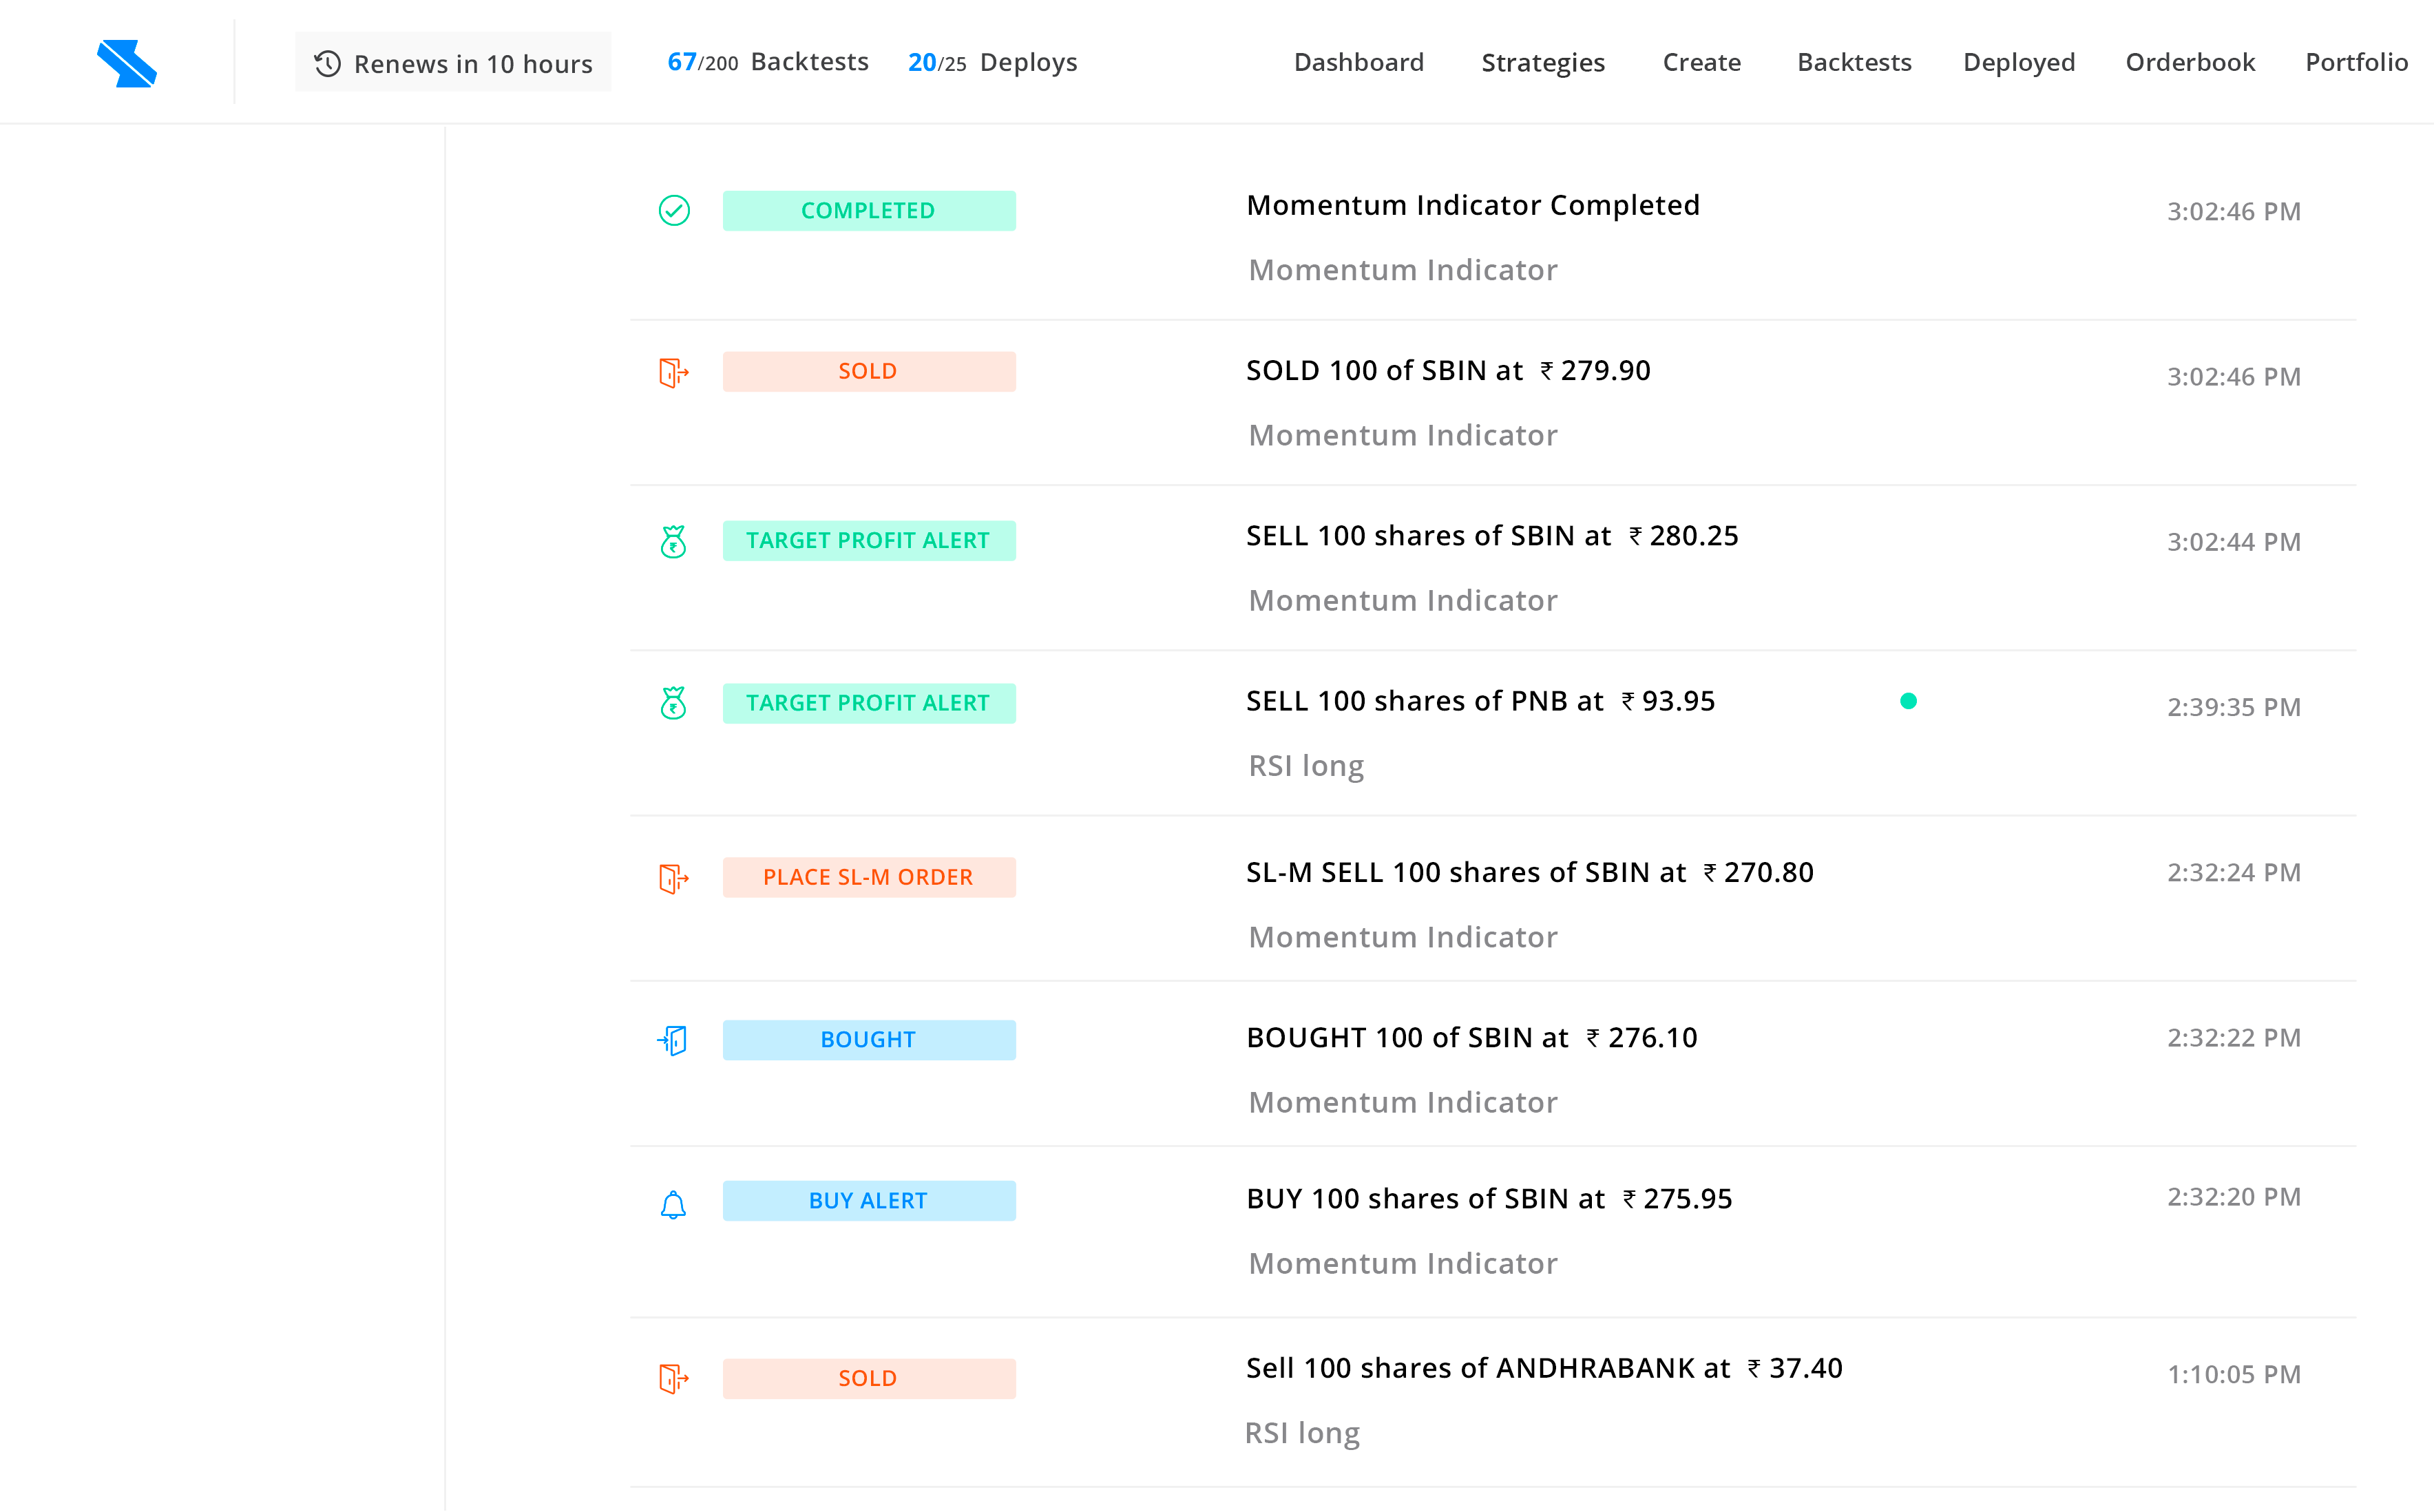 Renews in 10 hours 67/200 Backtests 20/25 Deploys Dashboard Strategies Create Backtests Deployed Orderbook Portfolio
COMPLETED Momentum Indicator Completed 3:02:46 PM
Momentum Indicator
SOLD SOLD 100 of SBIN at ₹ 279.90 3:02:46 PM
Momentum Indicator
TARGET PROFIT ALERT SELL 100 shares of SBIN at ₹ 280.25 3:02:44 PM
Momentum Indicator
TARGET PROFIT ALERT SELL 100 shares of PNB at ₹ 93.95 2:39:35 PM
RSI long
PLACE SL-M ORDER SL-M SELL 100 shares of SBIN at ₹ 270.80 2:32:24 PM
Momentum Indicator
BOUGHT BOUGHT 100 of SBIN at ₹ 276.10 2:32:22 PM
Momentum Indicator
BUY ALERT BUY 100 shares of SBIN at ₹ 275.95 2:32:20 PM
Momentum Indicator
SOLD Sell 100 shares of ANDHRABANK at ₹ 37.40 1:10:05 PM
RSI long